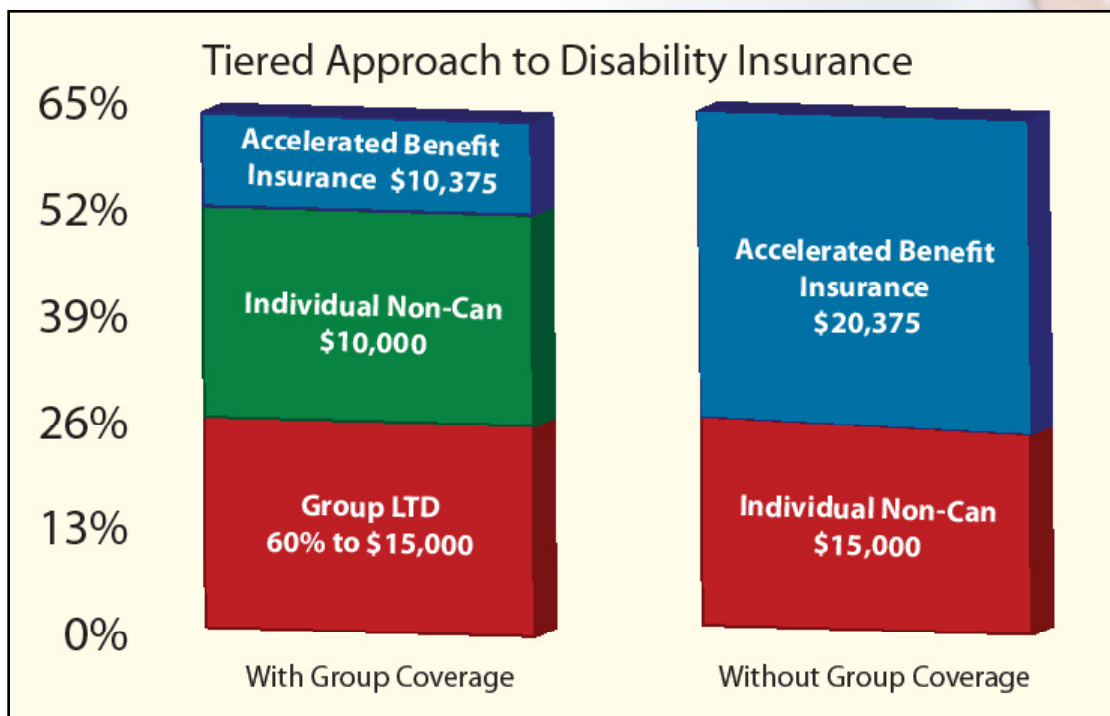 Tiered Approach to Disability Insurance
65%
52%
39%
26%
13%
0%
Accelerated Benefit
Insurance $10,375
Individual Non-Can
$10,000
Group LTD
60% to $15,000
With Group Coverage
Accelerated Benefit
Insurance
$20,375
Individual Non-Can
$15,000
Without Group Coverage